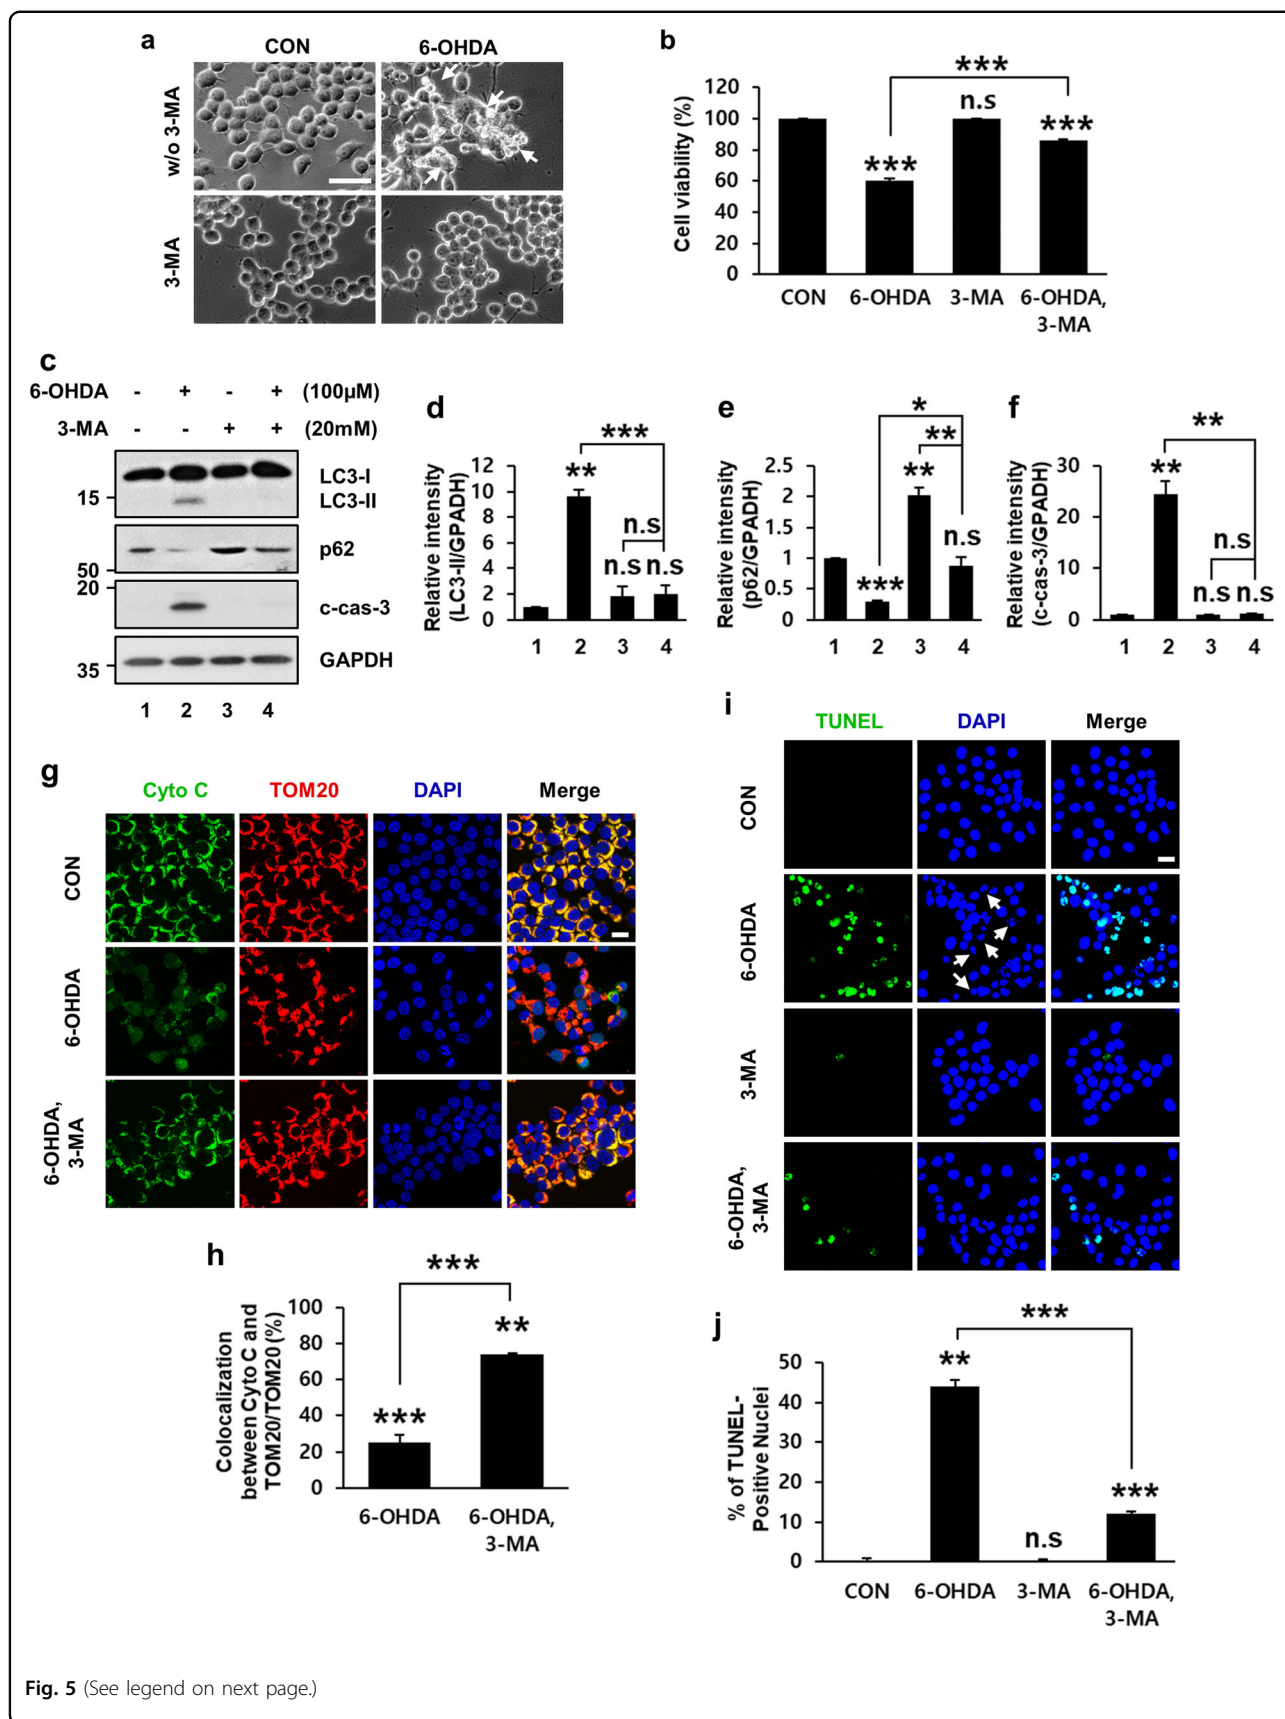 a
CON 6-OHDA
w/o 3-MA
3-MA
b
Cell viability (%)
120
100
80
60
40
20
0
***
n.s
***
***
CON 6-OHDA 3-MA 6-OHDA,
3-MA
c
6-OHDA - + - + (100μM)
3-MA - - + + (20mM)
15
LC3-I
LC3-II
50
p62
20
c-cas-3
35
GAPDH
1 2 3 4
d
Relative intensity
(LC3-II/GPADH)
12
10
8
6
4
2
0
***
**
n.s
n.s n.s
1 2 3 4
e
Relative intensity
(p62/GPADH)
2.5
2
1.5
1
0.5
0
*
**
**
n.s
***
1 2 3 4
f
Relative intensity
(c-cas-3/GPADH)
30
20
10
0
**
**
n.s
n.s n.s
1 2 3 4
g
Cyto C TOM20 DAPI Merge
CON
6-OHDA
6-OHDA,
3-MA
h
Colocalization
between Cyto C and
TOM20/TOM20 (%)
100
80
60
40
20
0
***
**
***
6-OHDA 6-OHDA,
3-MA
i
TUNEL DAPI Merge
CON
6-OHDA
3-MA
6-OHDA,
3-MA
j
% of TUNEL-
Positive Nuclei
50
40
30
20
10
0
***
**
***
n.s
CON 6-OHDA 3-MA 6-OHDA,
3-MA
Fig. 5 (See legend on next page.)